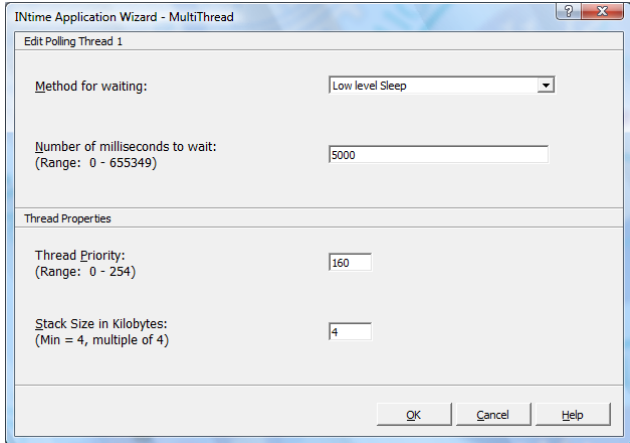 INtime Application Wizard - MultiThread
Edit Polling Thread 1
Method for waiting:
Low level Sleep
Number of milliseconds to wait:
(Range: 0 - 655349)
5000
Thread Properties
Thread Priority:
(Range: 0 - 254)
160
Stack Size in Kilobytes:
(Min = 4, multiple of 4)
4
OK
Cancel
Help